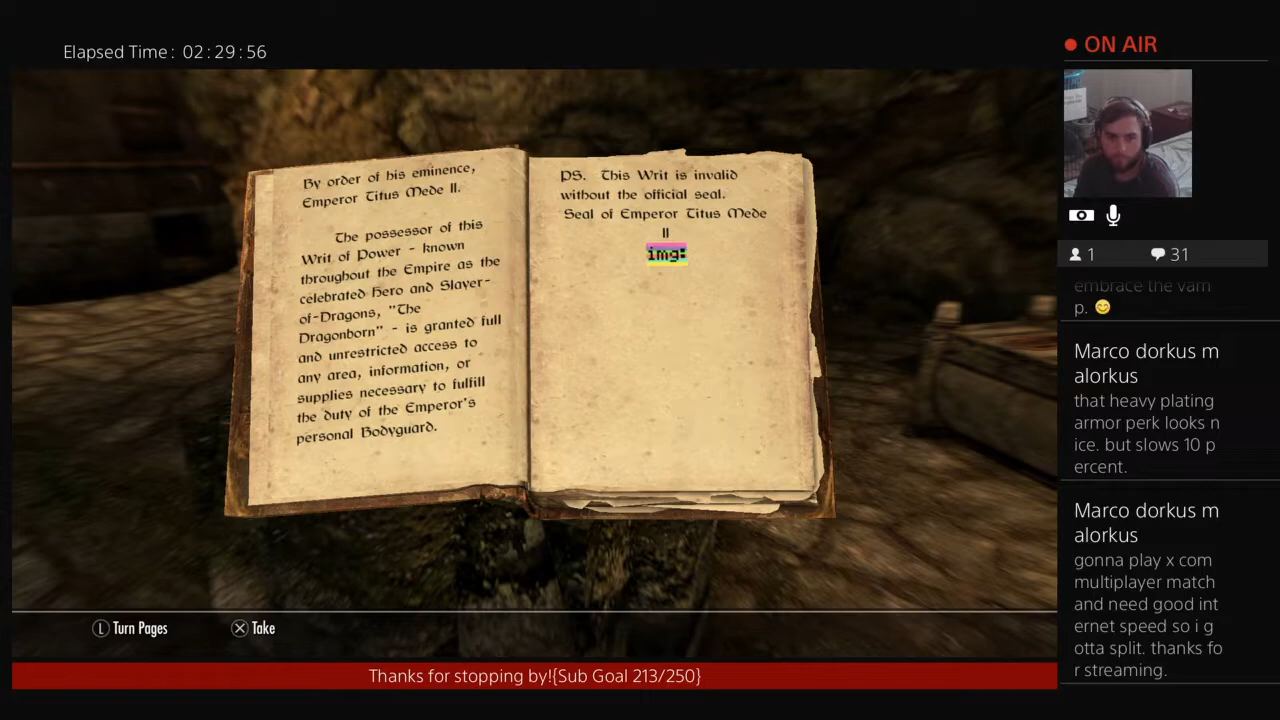 Elapsed Time: 02:29:56
By order of his eminence,
Emperor Titus Mede II.
The possessor of this
Writ of Power - known
throughout the Empire as the
celebrated Hero and Slayer-
of-Dragons, "The
Dragonborn" - is granted full
and unrestricted access to
any area, information, or
supplies necessary to fulfill
the duty of the Emperor's
personal Bodyguard.
PS. This Writ is invalid
without the official seal.
Seal of Emperor Titus Mede
II
img:
L Turn Pages
X Take
Thanks for stopping by!{Sub Goal 213/250}
ON AIR
1
31
embrace the vam
p. 😊
Marco dorkus m
alorkus
that heavy plating
armor perk looks n
ice. but slows 10 p
ercent.
Marco dorkus m
alorkus
gonna play x com
multiplayer match
and need good int
ernet speed so i g
otta split. thanks fo
r streaming.